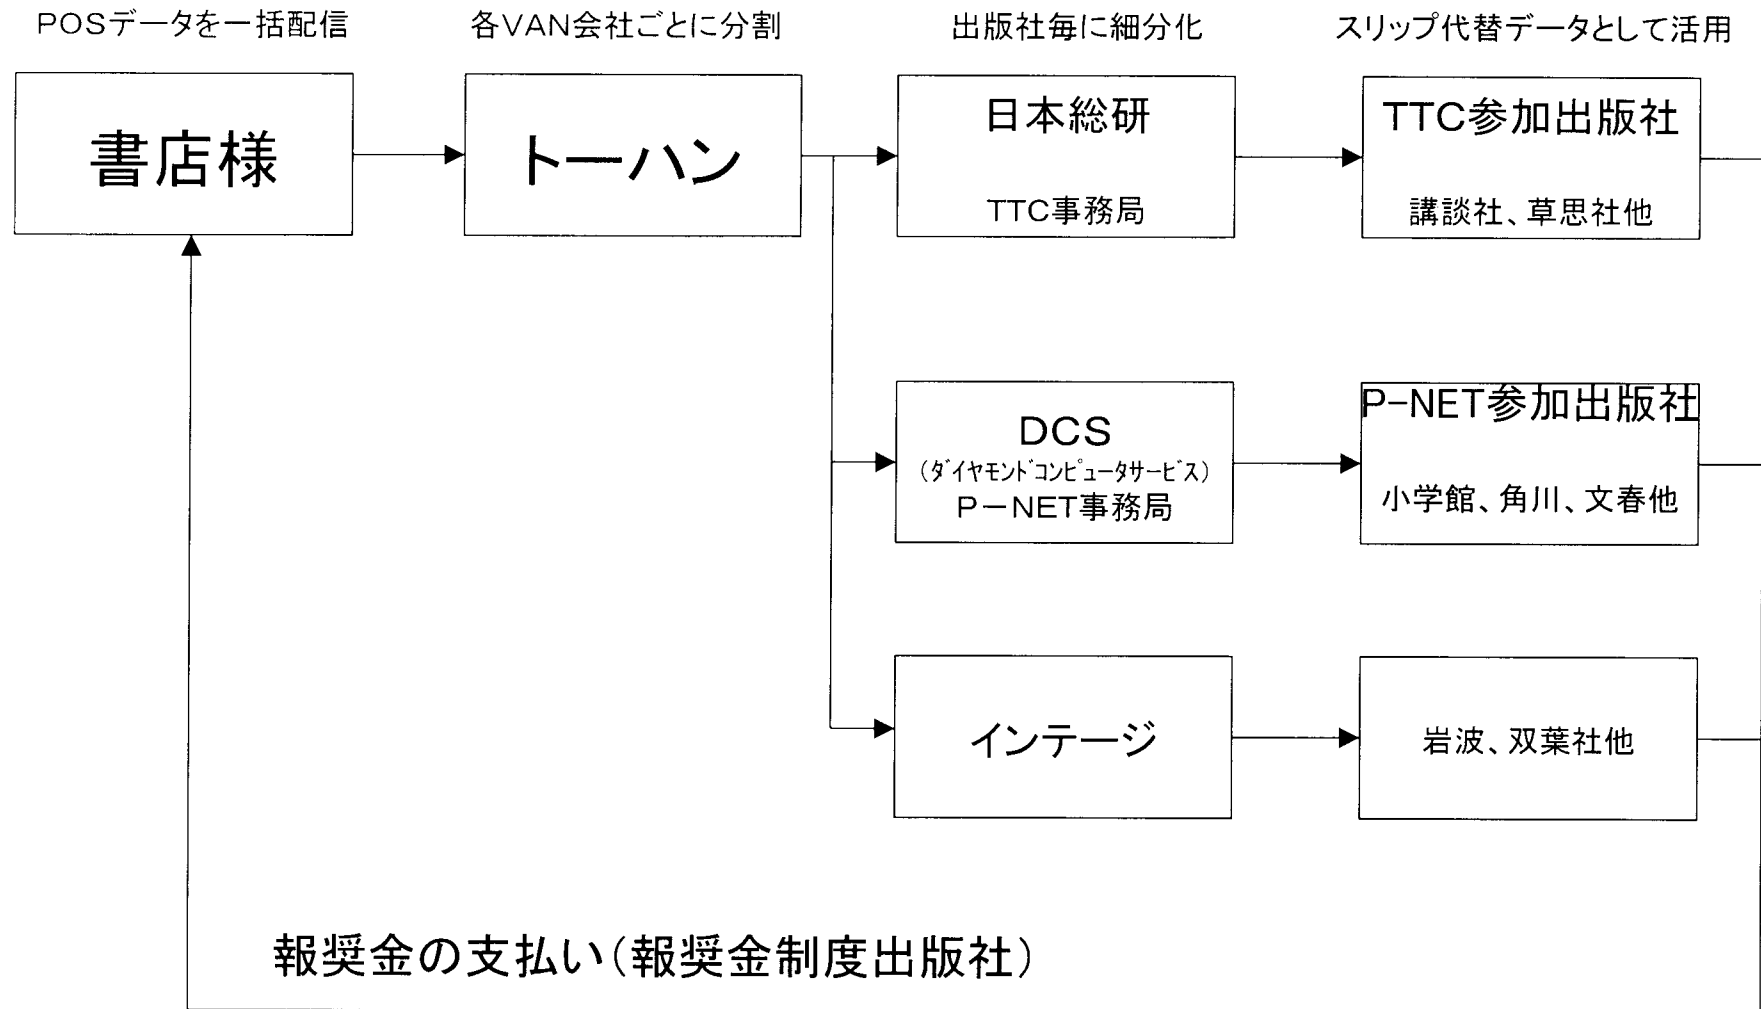 POSデータを一括配信
各VAN会社ごとに分割
出版社毎に細分化
スリップ代替データとして活用
書店様
トーハン
日本総研
TTC事務局
TTC参加出版社
講談社、草思社他
DCS
(ﾀﾞｲヤモンﾄﾞコンﾋﾟュータサーﾋﾞス)
P－NET事務局
P−NET参加出版社
小学館、角川、文春他
インテージ
岩波、双葉社他
報奨金の支払い(報奨金制度出版社)